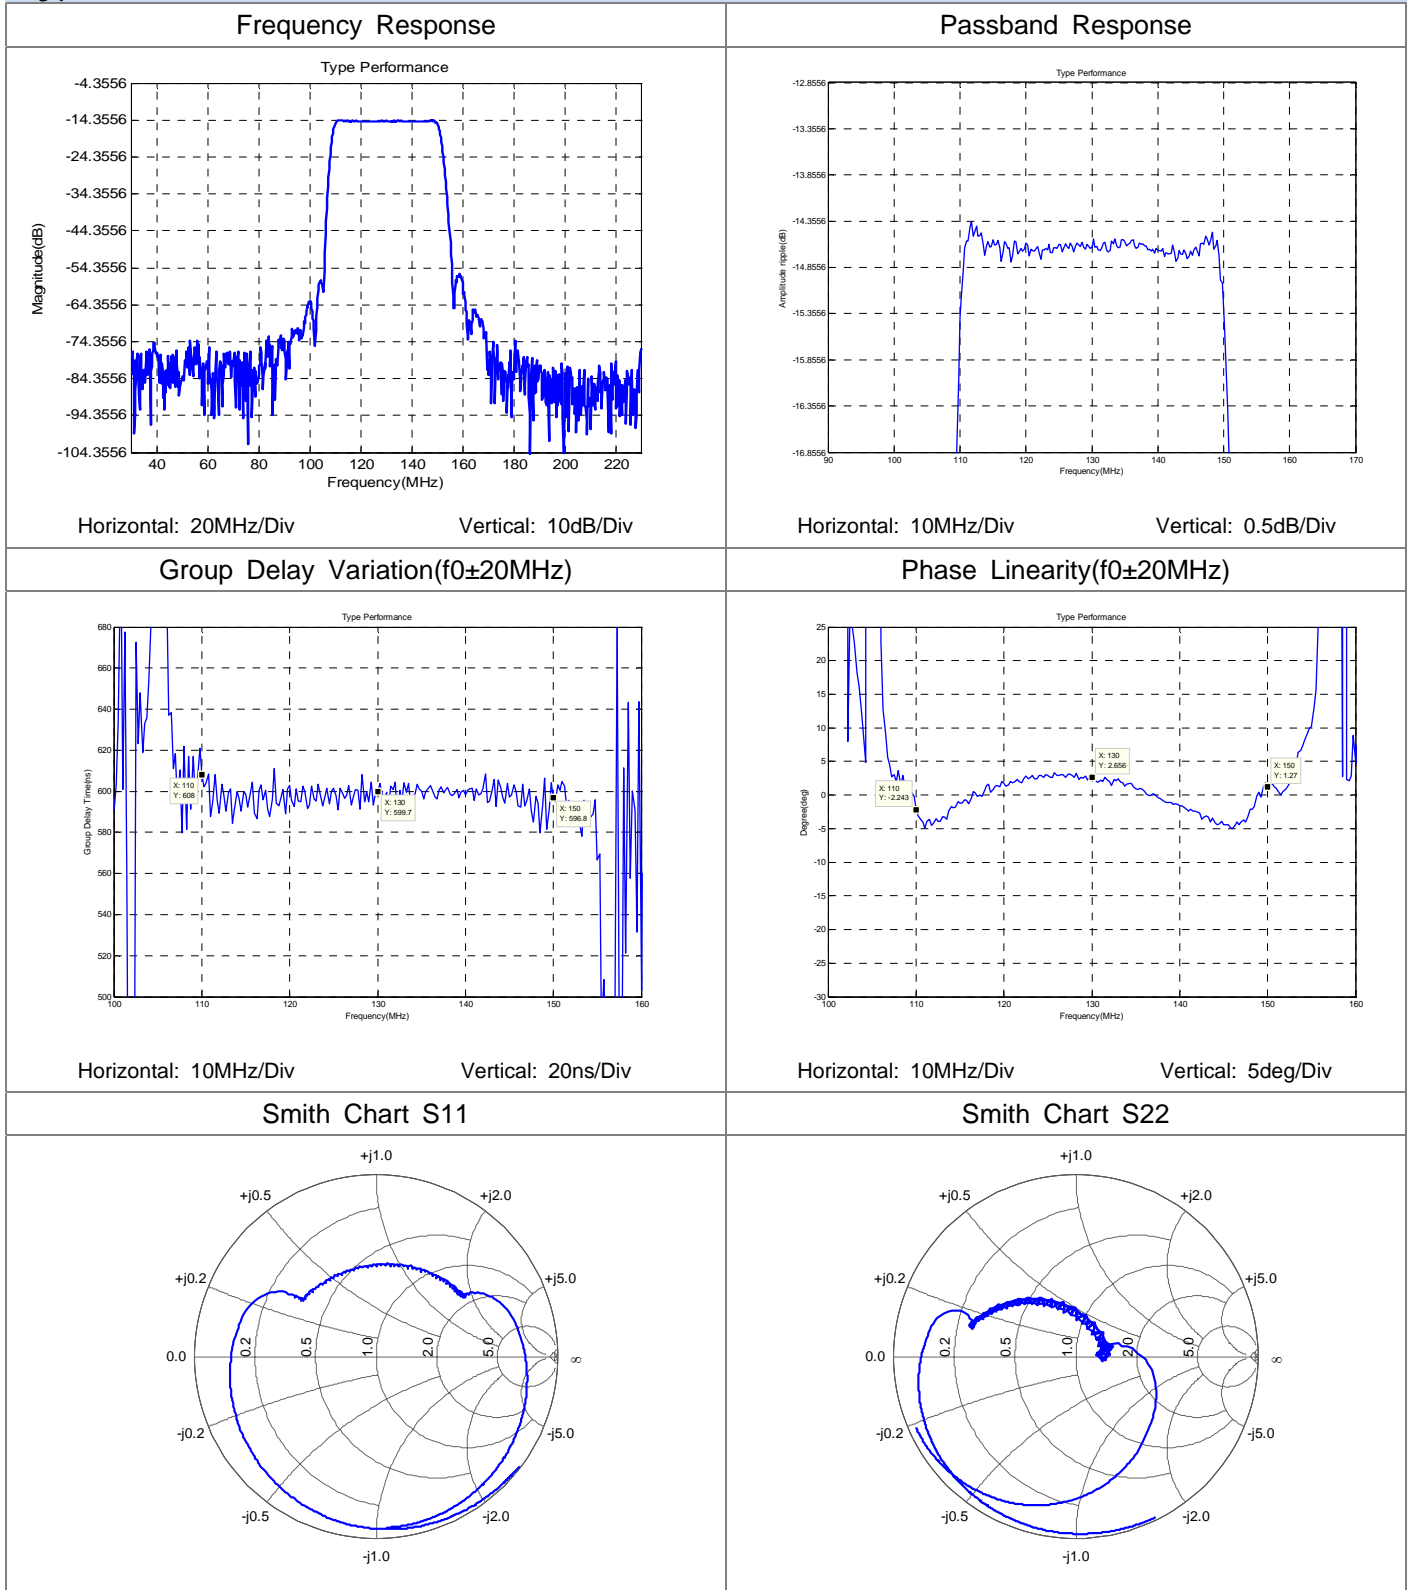 Frequency Response
Passband Response
Type Performance
-4.3556
-14.3556
-24.3556
-34.3556
-44.3556
-54.3556
-64.3556
-74.3556
-84.3556
-94.3556
-104.3556
Magnitude(dB)
40 60 80 100 120 140 160 180 200 220
Frequency(MHz)
Horizontal: 20MHz/Div Vertical: 10dB/Div
Type Performance
-12.8556
-13.3556
-13.8556
-14.3556
-14.8556
-15.3556
-15.8556
-16.3556
-16.8556
Amplitude ripple(dB)
90 100 110 120 130 140 150 160 170
Frequency(MHz)
Horizontal: 10MHz/Div Vertical: 0.5dB/Div
Group Delay Variation(f0±20MHz)
Phase Linearity(f0±20MHz)
Type Performance
680
660
640
620
600
580
560
540
520
500
Group Delay Time(ns)
X: 110
Y: 608
X: 130
Y: 599.7
X: 150
Y: 596.8
100 110 120 130 140 150 160
Frequency(MHz)
Horizontal: 10MHz/Div Vertical: 20ns/Div
Type Performance
25
20
15
10
5
0
-5
-10
-15
-20
-25
-30
Degree(deg)
X: 110
Y: -2.243
X: 130
Y: 2.656
X: 150
Y: 1.27
100 110 120 130 140 150 160
Frequency(MHz)
Horizontal: 10MHz/Div Vertical: 5deg/Div
Smith Chart S11
Smith Chart S22
+j1.0
+j0.5 +j2.0
+j0.2 +j5.0
0.0 0.2 0.5 1.0 2.0 5.0 ∞
-j0.2 -j5.0
-j0.5 -j2.0
-j1.0
+j1.0
+j0.5 +j2.0
+j0.2 +j5.0
0.0 0.2 0.5 1.0 2.0 5.0 ∞
-j0.2 -j5.0
-j0.5 -j2.0
-j1.0